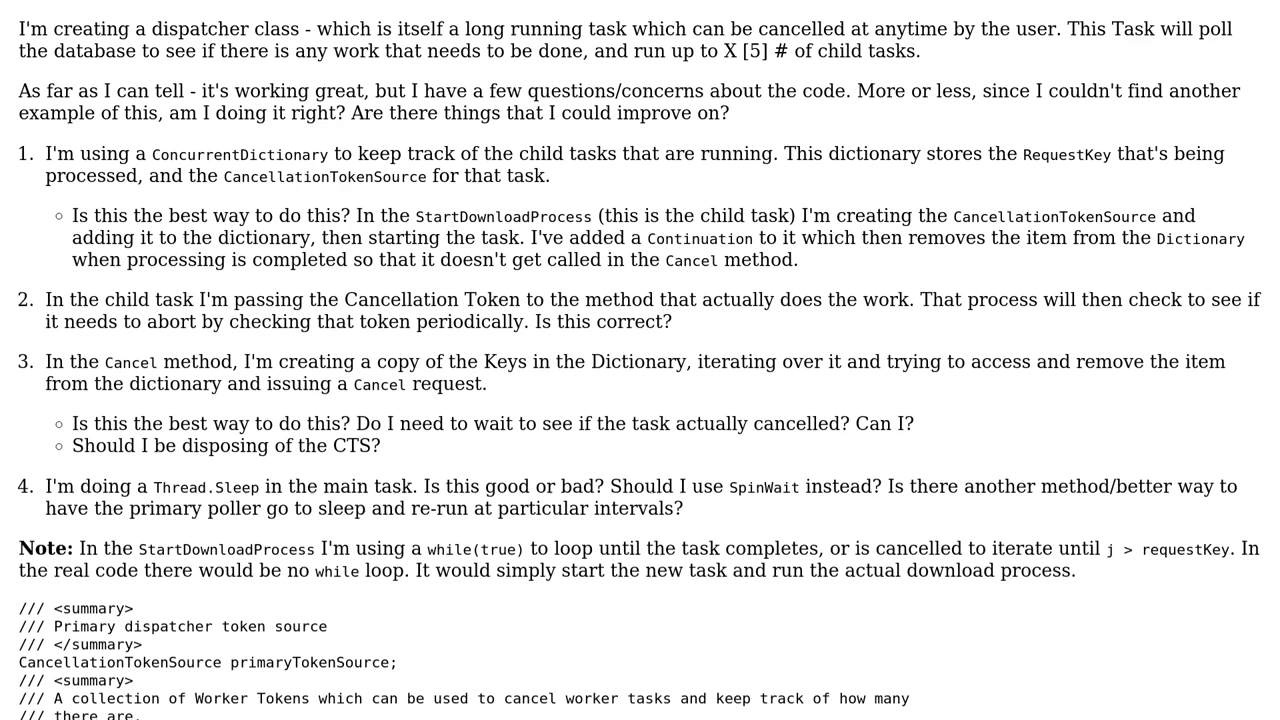 I'm creating a dispatcher class - which is itself a long running task which can be cancelled at anytime by the user. This Task will poll
the database to see if there is any work that needs to be done, and run up to X [5] # of child tasks.
As far as I can tell - it's working great, but I have a few questions/concerns about the code. More or less, since I couldn't find another
example of this, am I doing it right? Are there things that I could improve on?
1. I'm using a ConcurrentDictionary to keep track of the child tasks that are running. This dictionary stores the RequestKey that's being
processed, and the CancellationTokenSource for that task.
◦ Is this the best way to do this? In the StartDownloadProcess (this is the child task) I'm creating the CancellationTokenSource and
adding it to the dictionary, then starting the task. I've added a Continuation to it which then removes the item from the Dictionary
when processing is completed so that it doesn't get called in the Cancel method.
2. In the child task I'm passing the Cancellation Token to the method that actually does the work. That process will then check to see if
it needs to abort by checking that token periodically. Is this correct?
3. In the Cancel method, I'm creating a copy of the Keys in the Dictionary, iterating over it and trying to access and remove the item
from the dictionary and issuing a Cancel request.
◦ Is this the best way to do this? Do I need to wait to see if the task actually cancelled? Can I?
◦ Should I be disposing of the CTS?
4. I'm doing a Thread.Sleep in the main task. Is this good or bad? Should I use SpinWait instead? Is there another method/better way to
have the primary poller go to sleep and re-run at particular intervals?
Note: In the StartDownloadProcess I'm using a while(true) to loop until the task completes, or is cancelled to iterate until j > requestKey. In
the real code there would be no while loop. It would simply start the new task and run the actual download process.
/// <summary>
/// Primary dispatcher token source
/// </summary>
CancellationTokenSource primaryTokenSource;
/// <summary>
/// A collection of Worker Tokens which can be used to cancel worker tasks and keep track of how many
/// there are.